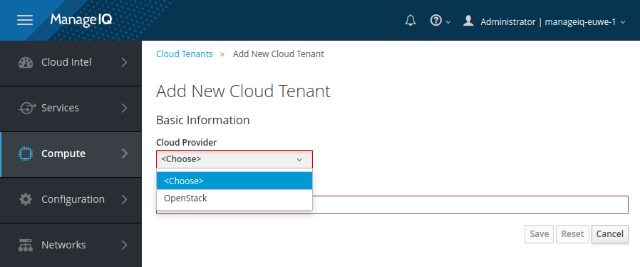 ManageIQ
Administrator | manageiq-euwe-1
Cloud Intel
Services
Compute
Configuration
Networks
Cloud Tenants » Add New Cloud Tenant
Add New Cloud Tenant
Basic Information
Cloud Provider
<Choose>
<Choose>
OpenStack
Save Reset Cancel